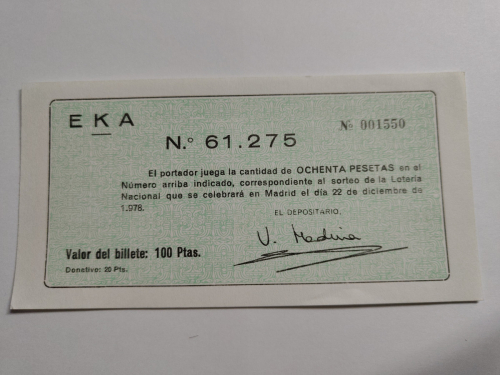 EKA
Nº 001550
N.º 61.275
El portador juega la cantidad de OCHENTA PESETAS en el
Número arriba indicado, correspondiente al sorteo de la Lotería
Nacional que se celebrará en Madrid el día 22 de diciembre de
1.978.
EL DEPOSITARIO,
V. Madina
Valor del billete: 100 Ptas.
Donativo: 20 Pts.